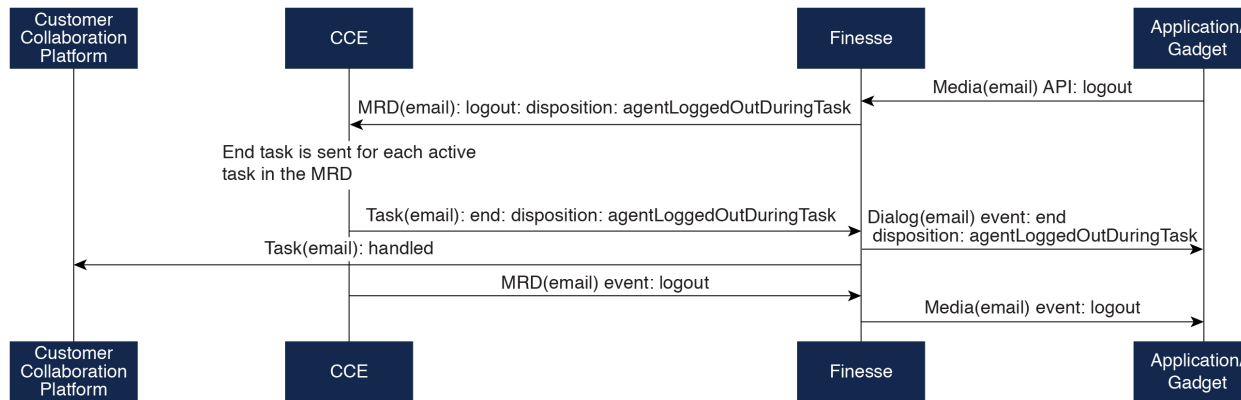 Customer
Collaboration
Platform
CCE
Finesse
Application/
Gadget
Media(email) API: logout
MRD(email): logout: disposition: agentLoggedOutDuringTask
End task is sent for each active
task in the MRD
Task(email): end: disposition: agentLoggedOutDuringTask
Dialog(email) event: end
disposition: agentLoggedOutDuringTask
Task(email): handled
MRD(email) event: logout
Media(email) event: logout
Customer
Collaboration
Platform
CCE
Finesse
Application/
Gadget